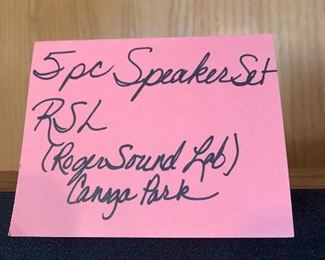 5pc Speaker Set
RSL
(Roger Sound Lab)
Canoga Park